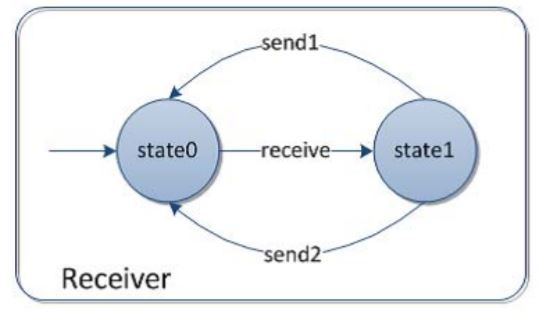 send1
state0
receive
state1
send2
Receiver